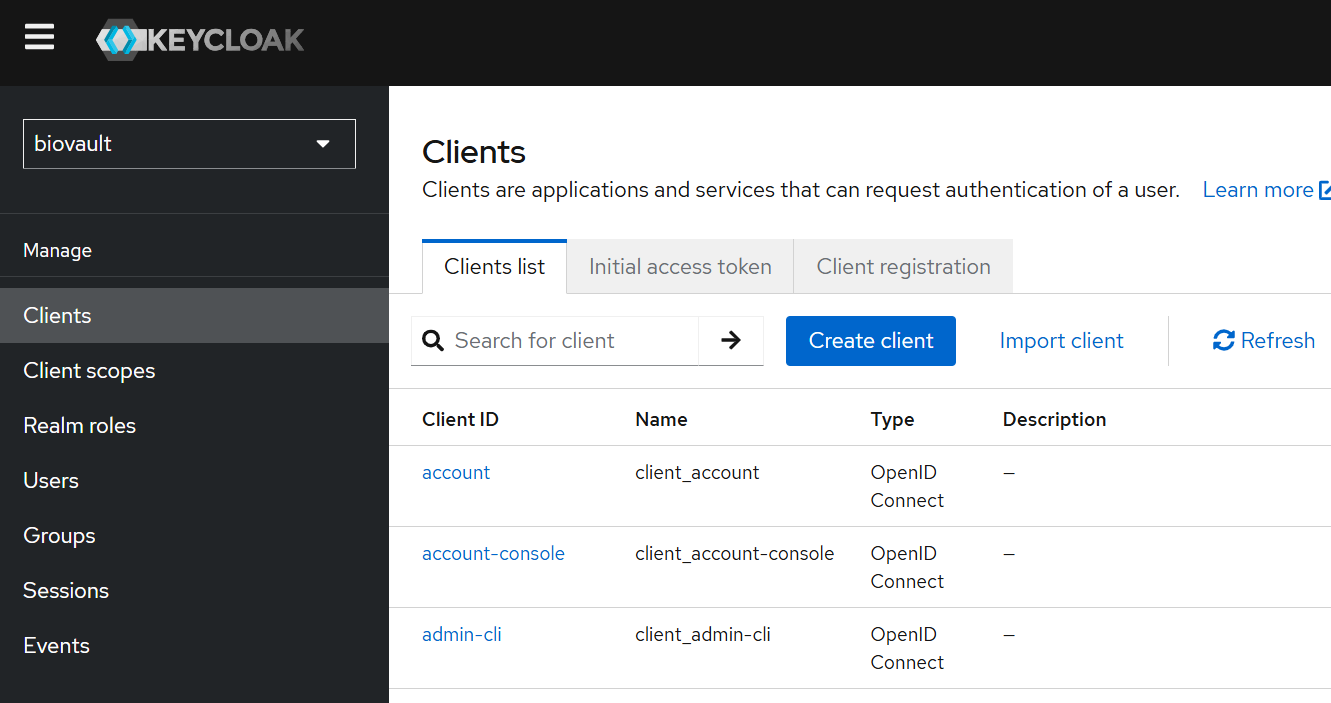 KEYCLOAK
biovault
Manage
Clients
Client scopes
Realm roles
Users
Groups
Sessions
Events
Clients
Clients are applications and services that can request authentication of a user. Learn more
Clients list Initial access token Client registration
Search for client Create client Import client Refresh
Client ID Name Type Description
account client_account OpenID
Connect –
account-console client_account-console OpenID
Connect –
admin-cli client_admin-cli OpenID
Connect –